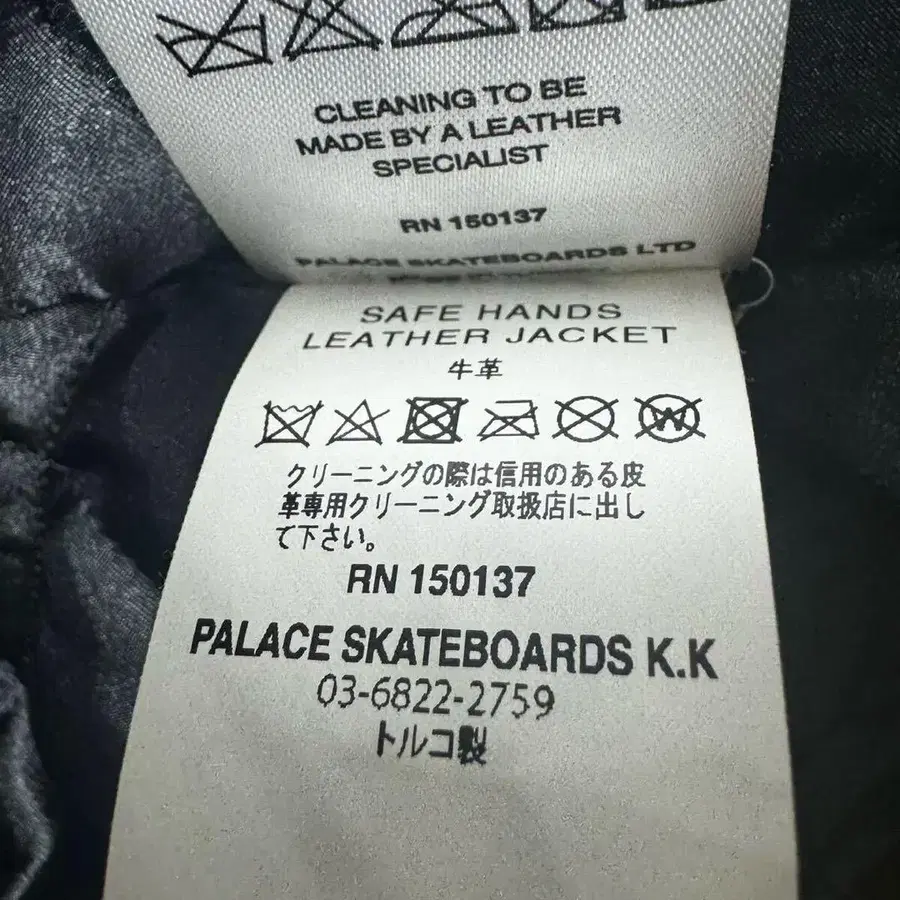 CLEANING TO BE
MADE BY A LEATHER
SPECIALIST
RN 150137
PALACE SKATEBOARDS LTD
SAFE HANDS
LEATHER JACKET
牛革
W
クリーニングの際は信用のある皮
革専用クリーニング取扱店に出し
て下さい。
RN 150137
PALACE SKATEBOARDS K.K
03-6822-2759
トルコ製